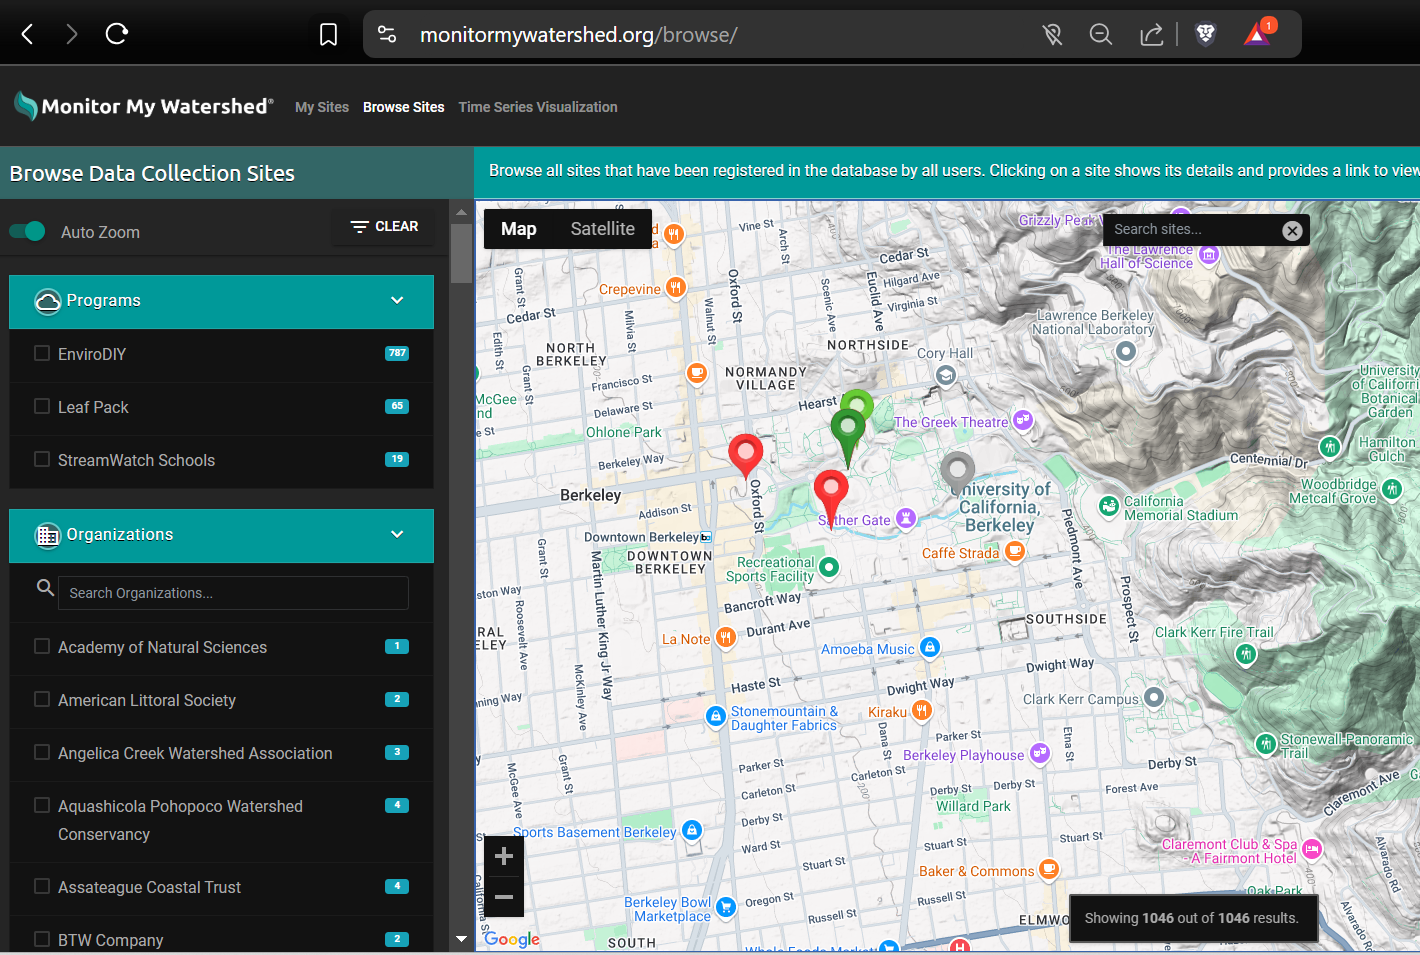 monitormywatershed.org/browse/
1
Monitor My Watershed®
My Sites
Browse Sites
Time Series Visualization
Browse Data Collection Sites
Browse all sites that have been registered in the database by all users. Clicking on a site shows its details and provides a link to view
Auto Zoom
CLEAR
Programs
EnviroDIY
787
Leaf Pack
65
StreamWatch Schools
19
Organizations
Search Organizations...
Academy of Natural Sciences
1
American Littoral Society
2
Angelica Creek Watershed Association
3
Aquashicola Pohopoco Watershed
Conservancy
4
Assateague Coastal Trust
4
BTW Company
2
Map
Satellite
Search sites...
Vine St
Arch St
Grizzly Peak
The Lawrence
Hall of Science
Cedar St
Hilgard Ave
Virginia St
Euclid Ave
Scenic Ave
Oxford St
Walnut St
Grant St
Crepevine
Cedar St
Milvia St
Edith St
Grant St
Lawrence Berkeley
National Laboratory
NORTH
BERKELEY
NORTHSIDE
Cory Hall
NORMANDY
VILLAGE
Francisco St
McGee
Delaware St
Hearst
Ohlone Park
The Greek Theatre
University
of California
Botanical
Garden
Hamilton
Gulch
Centennial Dr
Woodbridge
Metcalf Grove
Berkeley Way
Berkeley
Addison St
Oxford St
University of
California,
Berkeley
California
Memorial Stadium
Sather Gate
Downtown Berkeley
DOWNTOWN
BERKELEY
Caffè Strada
Recreational
Sports Facility
Grant St
Martin Luther King Jr Way
Piedmont Ave
Prospect St
Bancroft Way
Durant Ave
Roosevelt Ave
SOUTHSIDE
La Note
Amoeba Music
Clark Kerr Fire Trail
Dwight Way
Haste St
Dwight Way
McKinley Ave
Clark Kerr Campus
Stonemountain &
Daughter Fabrics
Kiraku
Dana St
Etna St
Parker St
Berkeley Playhouse
Stonewall-Panoramic
Trail
Parker St
Carleton St
Derby St
Grant St
McGee Ave
Carleton St
Derby St
Derby St
Forest Ave
Claremont Ave
Willard Park
Derby St
Sports Basement Berkeley
Ward St
Stuart St
Stuart St
Stuart St
Claremont Club & Spa
- A Fairmont Hotel
Alvarado Rd
Baker & Commons
Russell St
Oak Park
Berkeley Bowl
Marketplace
Oregon St
Russell St
ELMW
Alvarado Rd
SOUTH
Google
Showing 1046 out of 1046 results.